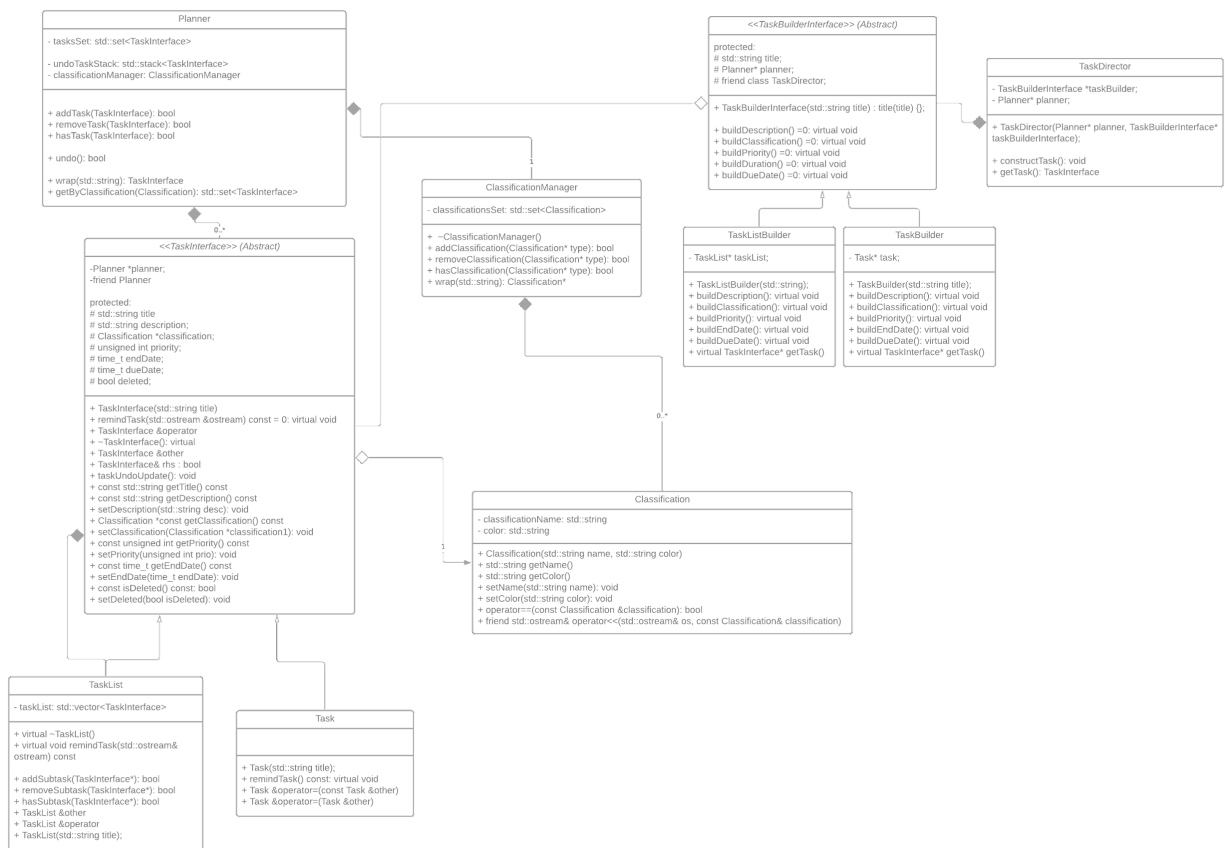 Planner
- tasksSet: std::set<TaskInterface>
- undoTaskStack: std::stack<TaskInterface>
- classificationManager: ClassificationManager
+ addTask(TaskInterface): bool
+ removeTask(TaskInterface): bool
+ hasTask(TaskInterface): bool
+ undo(): bool
+ wrap(std::string): TaskInterface
+ getByClassification(Classification): std::set<TaskInterface>
<<TaskBuilderInterface>> (Abstract)
protected:
# std::string title;
# Planner* planner;
# friend class TaskDirector;
+ TaskBuilderInterface(std::string title) : title(title) {};
+ buildDescription() =0: virtual void
+ buildClassification() =0: virtual void
+ buildPriority() =0: virtual void
+ buildDuration() =0: virtual void
+ buildDueDate() =0: virtual void
TaskDirector
- TaskBuilderInterface *taskBuilder;
- Planner* planner;
+ TaskDirector(Planner* planner, TaskBuilderInterface*
taskBuilderInterface);
+ constructTask(): void
+ getTask(): TaskInterface
1
ClassificationManager
- classificationsSet: std::set<Classification>
+ ~ClassificationManager()
+ addClassification(Classification* type): bool
+ removeClassification(Classification* type): bool
+ hasClassification(Classification* type): bool
+ wrap(std::string): Classification*
TaskListBuilder
- TaskList* taskList;
+ TaskListBuilder(std::string);
+ buildDescription(): virtual void
+ buildClassification(): virtual void
+ buildPriority(): virtual void
+ buildEndDate(): virtual void
+ buildDueDate(): virtual void
+ virtual TaskInterface* getTask()
TaskBuilder
- Task* task;
+ TaskBuilder(std::string title);
+ buildDescription(): virtual void
+ buildClassification(): virtual void
+ buildPriority(): virtual void
+ buildEndDate(): virtual void
+ buildDueDate(): virtual void
+ virtual TaskInterface* getTask()
0..*
<<TaskInterface>> (Abstract)
-Planner *planner;
-friend Planner
protected:
# std::string title
# std::string description;
# Classification *classification;
# unsigned int priority;
# time_t endDate;
# time_t dueDate;
# bool deleted;
+ TaskInterface(std::string title)
+ remindTask(std::ostream &ostream) const = 0: virtual void
+ TaskInterface &operator
+ ~TaskInterface(): virtual
+ TaskInterface &other
+ TaskInterface& rhs : bool
+ taskUndoUpdate(): void
+ const std::string getTitle() const
+ const std::string getDescription() const
+ setDescription(std::string desc): void
+ Classification *const getClassification() const
+ setClassification(Classification *classification1): void
+ const unsigned int getPriority() const
+ setPriority(unsigned int prio): void
+ const time_t getEndDate() const
+ setEndDate(time_t endDate): void
+ const isDeleted() const: bool
+ setDeleted(bool isDeleted): void
0..*
1
Classification
- classificationName: std::string
- color: std::string
+ Classification(std::string name, std::string color)
+ std::string getName()
+ std::string getColor()
+ setName(std::string name): void
+ setColor(std::string color): void
+ operator==(const Classification &classification): bool
+ friend std::ostream& operator<<(std::ostream& os, const Classification& classification)
TaskList
- taskList: std::vector<TaskInterface>
+ virtual ~TaskList()
+ virtual void remindTask(std::ostream&
ostream) const
+ addSubtask(TaskInterface*): bool
+ removeSubtask(TaskInterface*): bool
+ hasSubtask(TaskInterface*): bool
+ TaskList &other
+ TaskList &operator
+ TaskList(std::string title);
Task
+ Task(std::string title);
+ remindTask() const: virtual void
+ Task &operator=(const Task &other)
+ Task &operator=(Task &other)